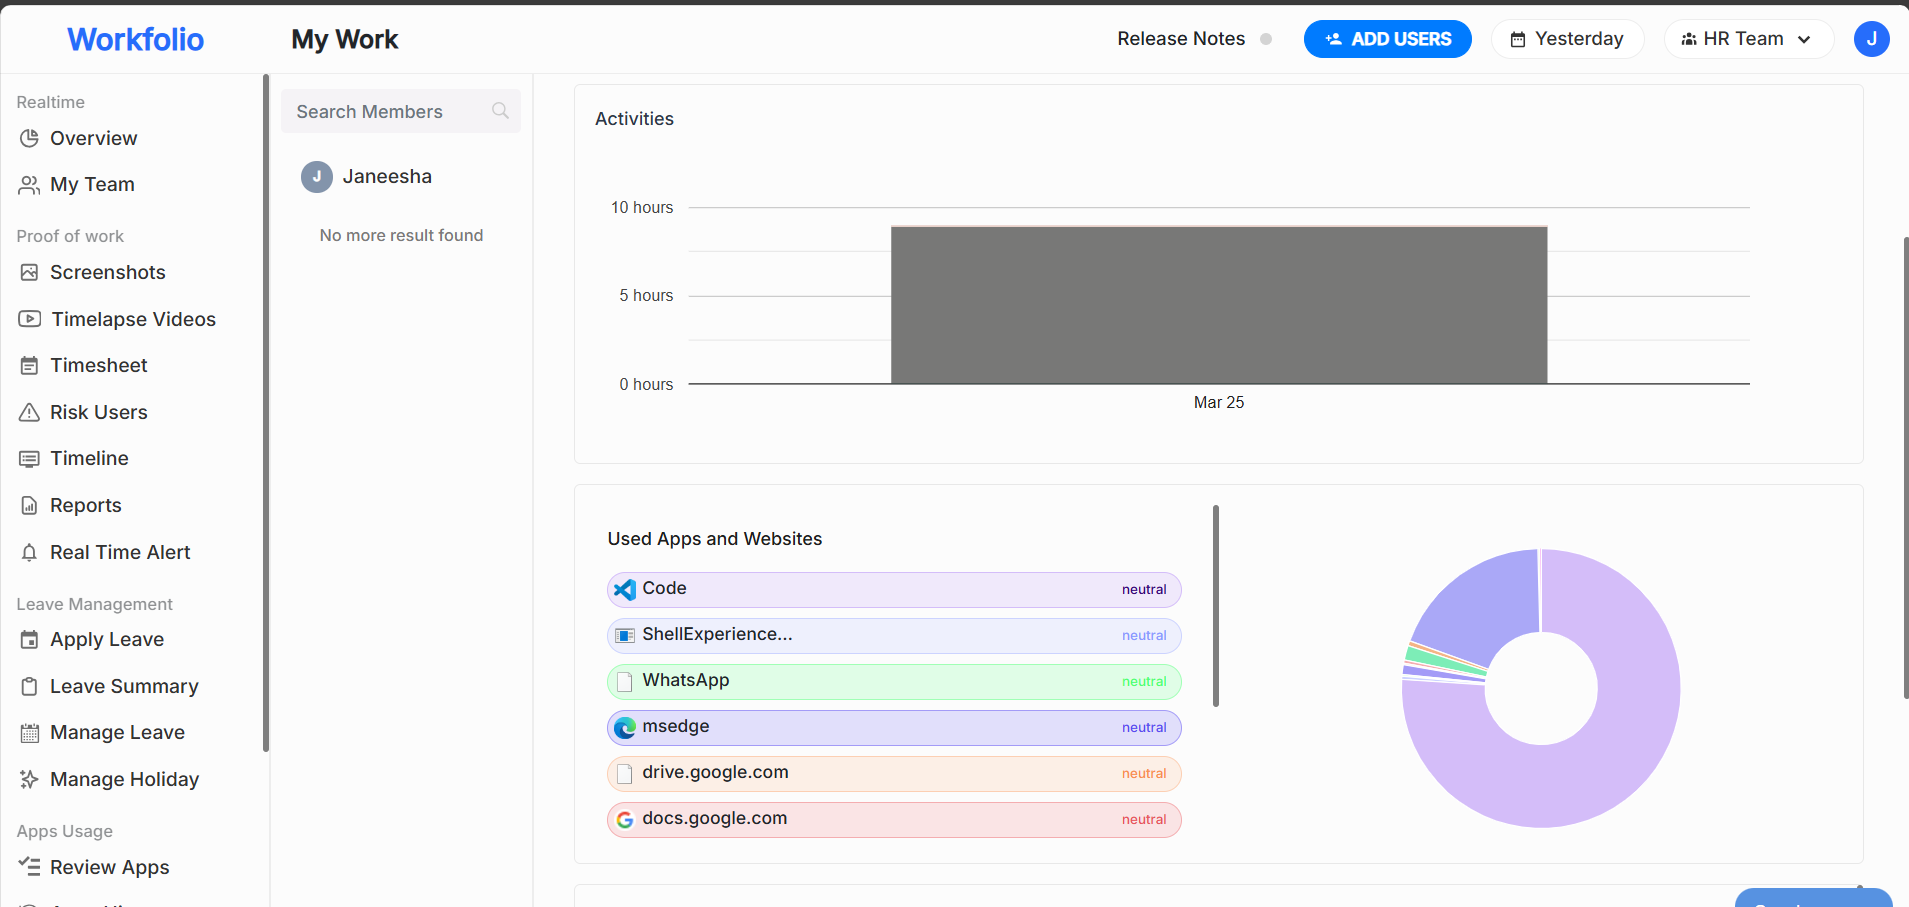 Workfolio
My Work
Release Notes
ADD USERS
Yesterday
HR Team
J
Realtime
Overview
My Team
Proof of work
Screenshots
Timelapse Videos
Timesheet
Risk Users
Timeline
Reports
Real Time Alert
Leave Management
Apply Leave
Leave Summary
Manage Leave
Manage Holiday
Apps Usage
Review Apps
Search Members
J
Janeesha
No more result found
Activities
10 hours
5 hours
0 hours
Mar 25
Used Apps and Websites
Code neutral
ShellExperience... neutral
WhatsApp neutral
msedge neutral
drive.google.com neutral
docs.google.com neutral